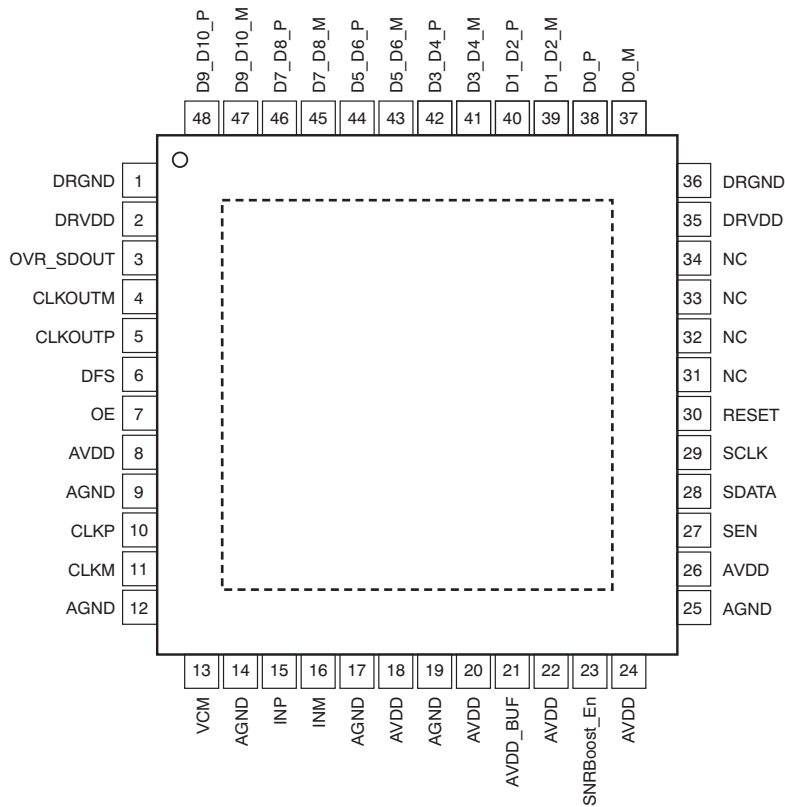 D9_D10_P
D9_D10_M
D7_D8_P
D7_D8_M
D5_D6_P
D5_D6_M
D3_D4_P
D3_D4_M
D1_D2_P
D1_D2_M
D0_P
D0_M
48 47 46 45 44 43 42 41 40 39 38 37
DRGND 1 36 DRGND
DRVDD 2 35 DRVDD
OVR_SDOUT 3 34 NC
CLKOUTM 4 33 NC
CLKOUTP 5 32 NC
DFS 6 31 NC
OE 7 30 RESET
AVDD 8 29 SCLK
AGND 9 28 SDATA
CLKP 10 27 SEN
CLKM 11 26 AVDD
AGND 12 25 AGND
13 14 15 16 17 18 19 20 21 22 23 24
VCM
AGND
INP
INM
AGND
AVDD
AGND
AVDD
AVDD_BUF
AVDD
SNRBoost_En
AVDD